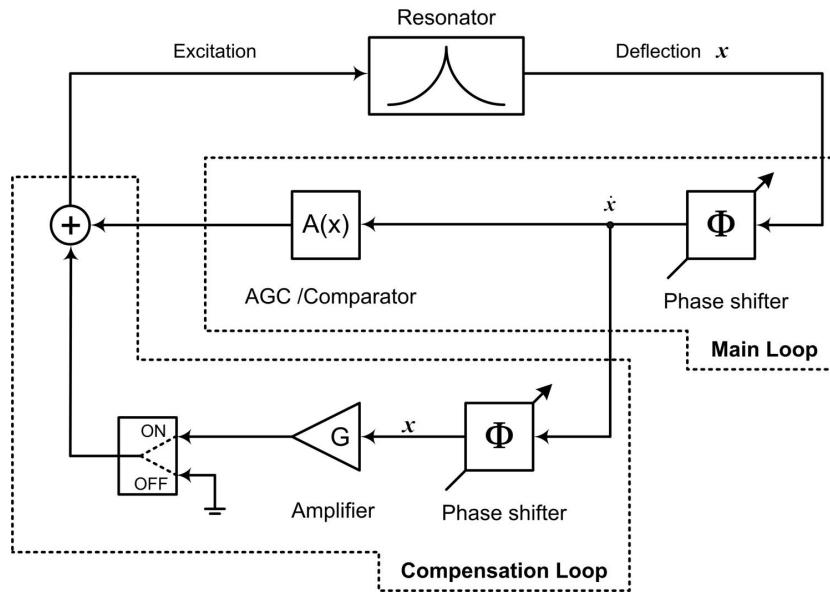 Resonator
Excitation
Deflection x
ẋ
+
A(x)
Φ
AGC /Comparator
Phase shifter
Main Loop
ON
OFF
G
x
Φ
Amplifier
Phase shifter
Compensation Loop